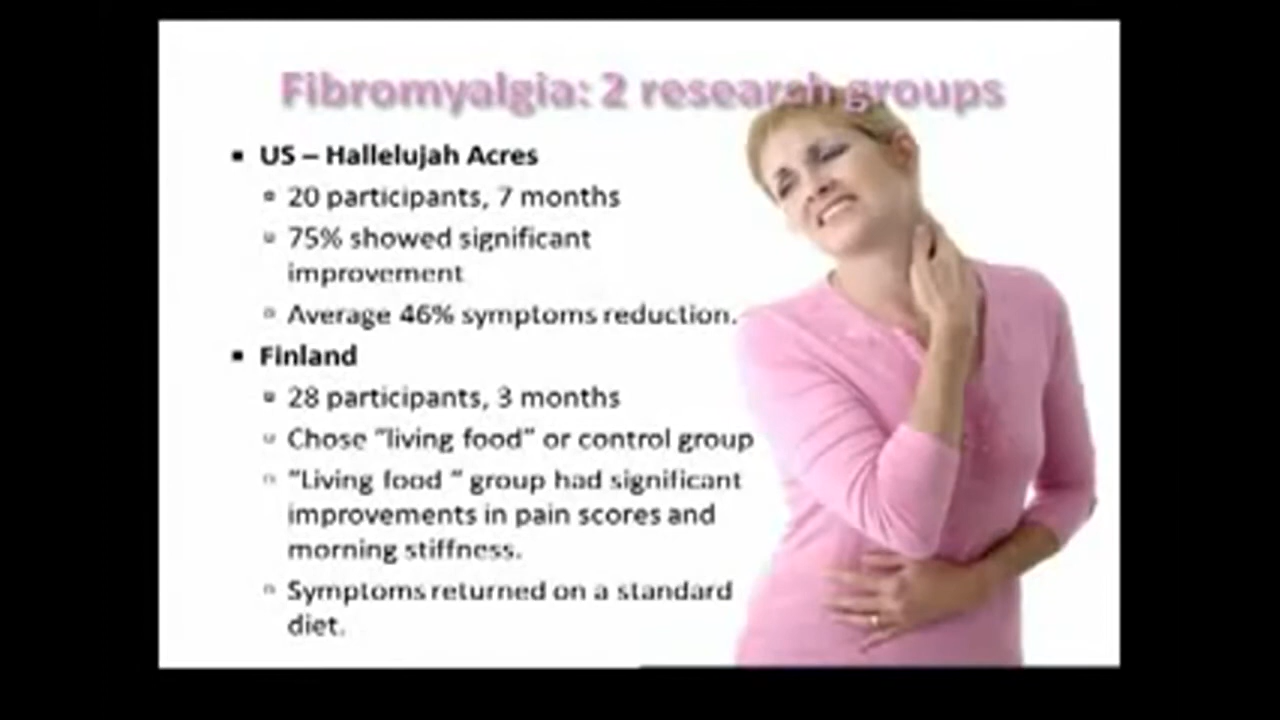 Fibromyalgia: 2 research groups
US – Hallelujah Acres
20 participants, 7 months
75% showed significant
improvement
Average 46% symptoms reduction.
Finland
28 participants, 3 months
Chose "living food" or control group
"Living food " group had significant
improvements in pain scores and
morning stiffness.
Symptoms returned on a standard
diet.